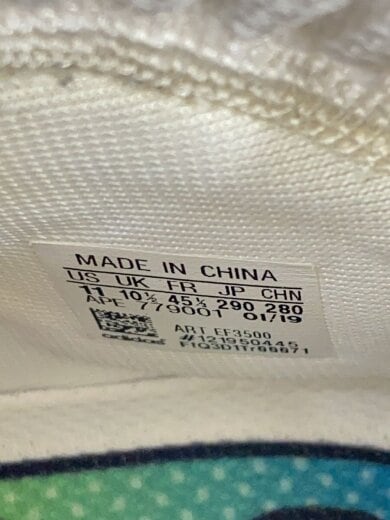 MADE IN CHINA
US UK FR JP CHN
11 10½ 45⅓ 290 280
APE 779001 01/19
ART EF3500
adidas #121950445